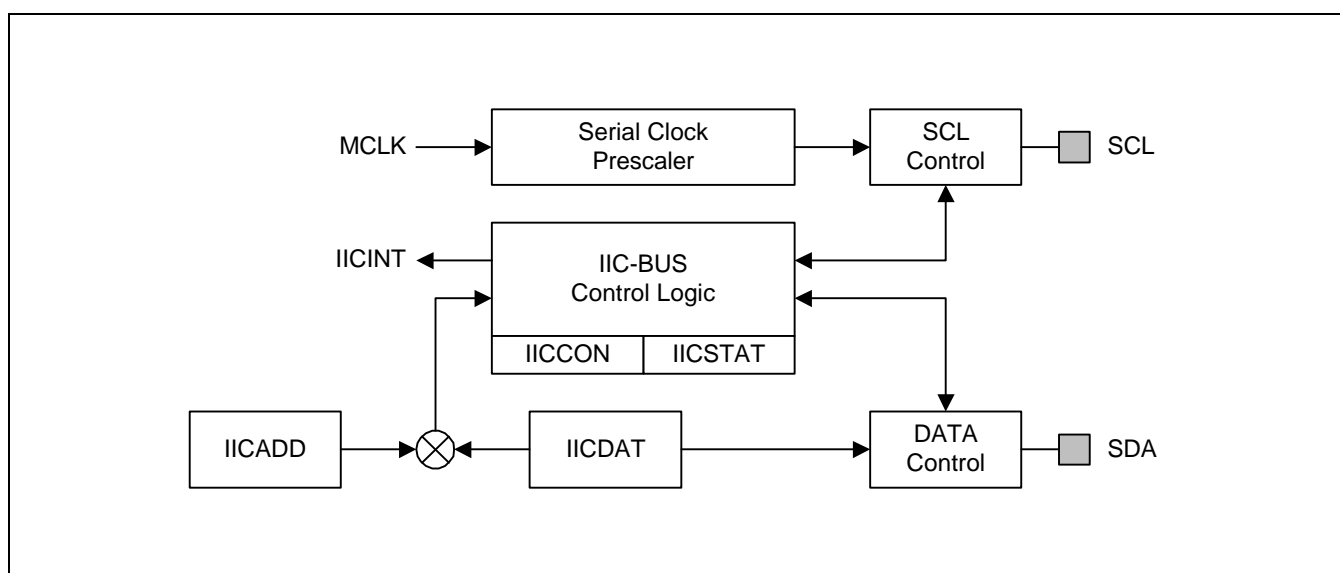 MCLK
Serial Clock
Prescaler
SCL
Control
SCL
IICINT
IIC-BUS
Control Logic
IICCON
IICSTAT
IICADD
IICDAT
DATA
Control
SDA